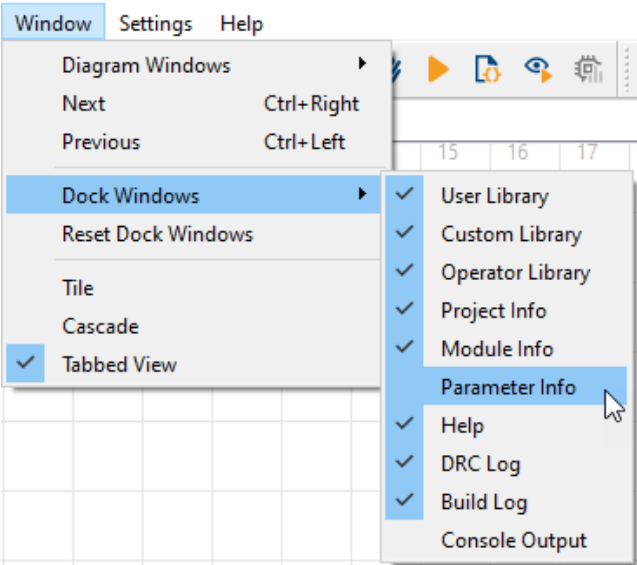 Window Settings Help
Diagram Windows
Next Ctrl+Right
Previous Ctrl+Left
15 16 17
Dock Windows
Reset Dock Windows
Tile
Cascade
Tabbed View
User Library
Custom Library
Operator Library
Project Info
Module Info
Parameter Info
Help
DRC Log
Build Log
Console Output